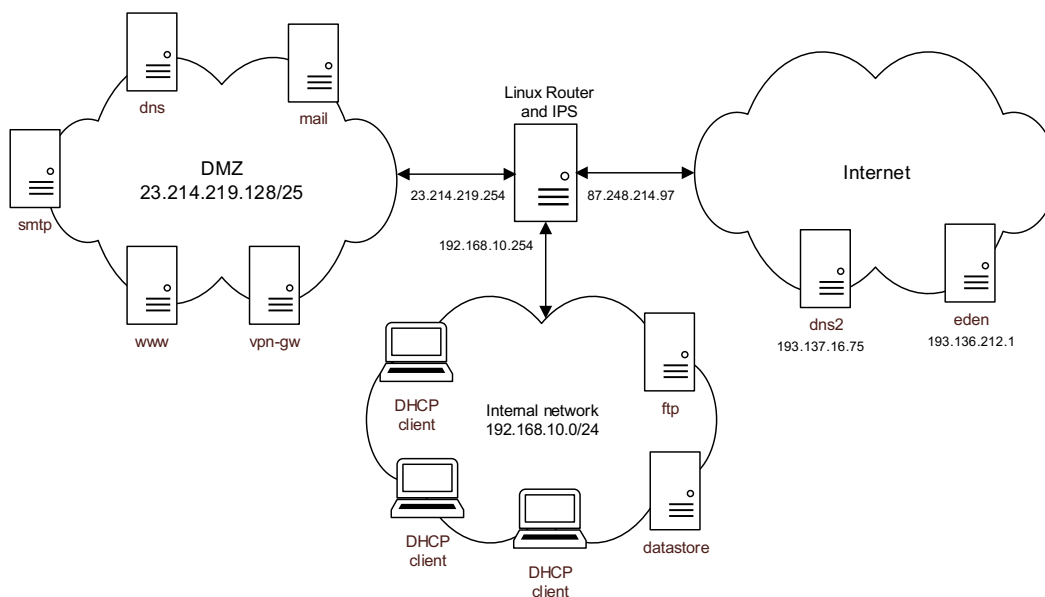 dns
mail
smtp
DMZ
23.214.219.128/25
www
vpn-gw
Linux Router
and IPS
23.214.219.254
87.248.214.97
192.168.10.254
Internet
dns2
193.137.16.75
eden
193.136.212.1
DHCP
client
Internal network
192.168.10.0/24
ftp
DHCP
client
DHCP
client
datastore